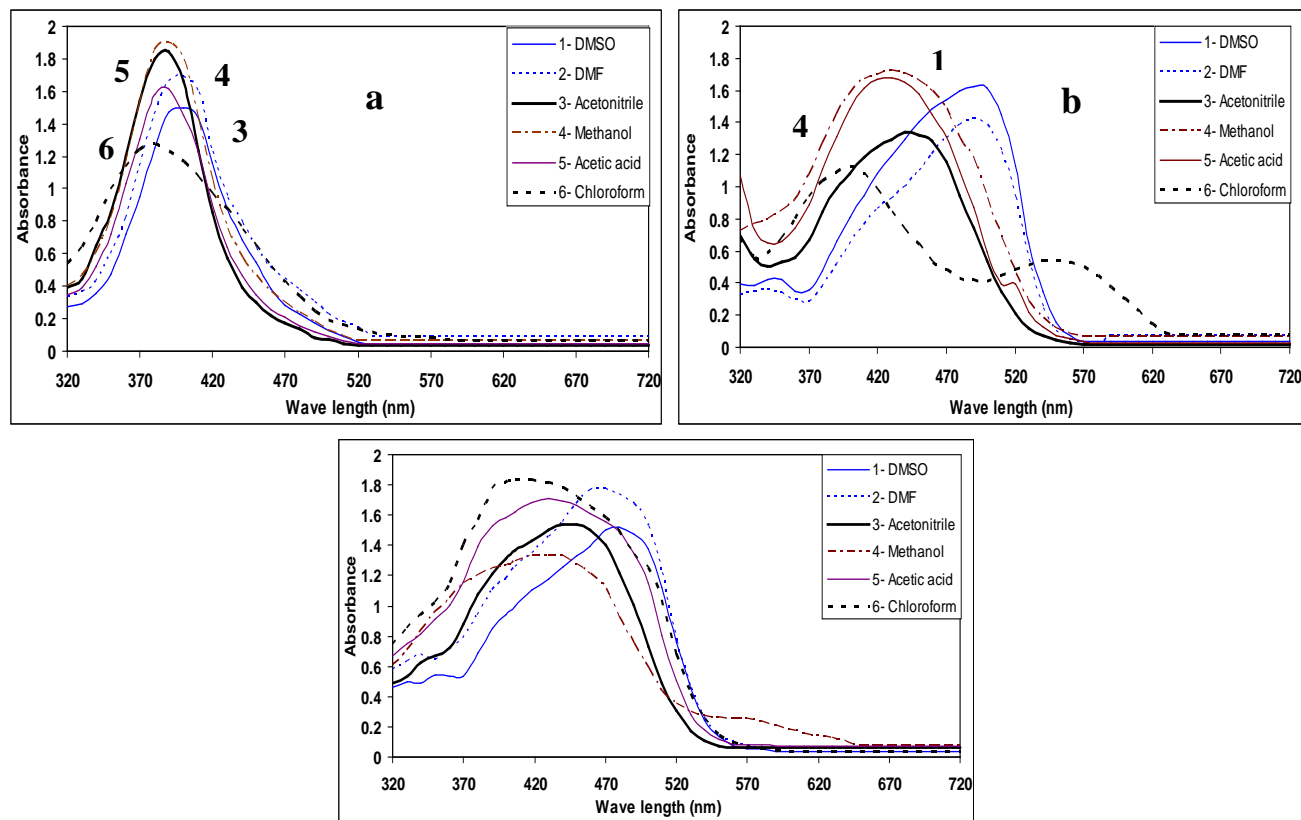 2
1.8
1.6
1.4
1.2
1
0.8
0.6
0.4
0.2
0
Absorbance
320 370 420 470 520 570 620 670 720
Wave length (nm)
1- DMSO
2- DMF
3- Acetonitrile
4- Methanol
5- Acetic acid
6- Chloroform
5
4
a
3
6
2
1.8
1.6
1.4
1.2
1
0.8
0.6
0.4
0.2
0
Absorbance
320 370 420 470 520 570 620 670 720
Wave length (nm)
1- DMSO
2- DMF
3- Acetonitrile
4- Methanol
5- Acetic acid
6- Chloroform
1
b
4
2
1.8
1.6
1.4
1.2
1
0.8
0.6
0.4
0.2
0
Absorbance
320 370 420 470 520 570 620 670 720
Wave length (nm)
1- DMSO
2- DMF
3- Acetonitrile
4- Methanol
5- Acetic acid
6- Chloroform